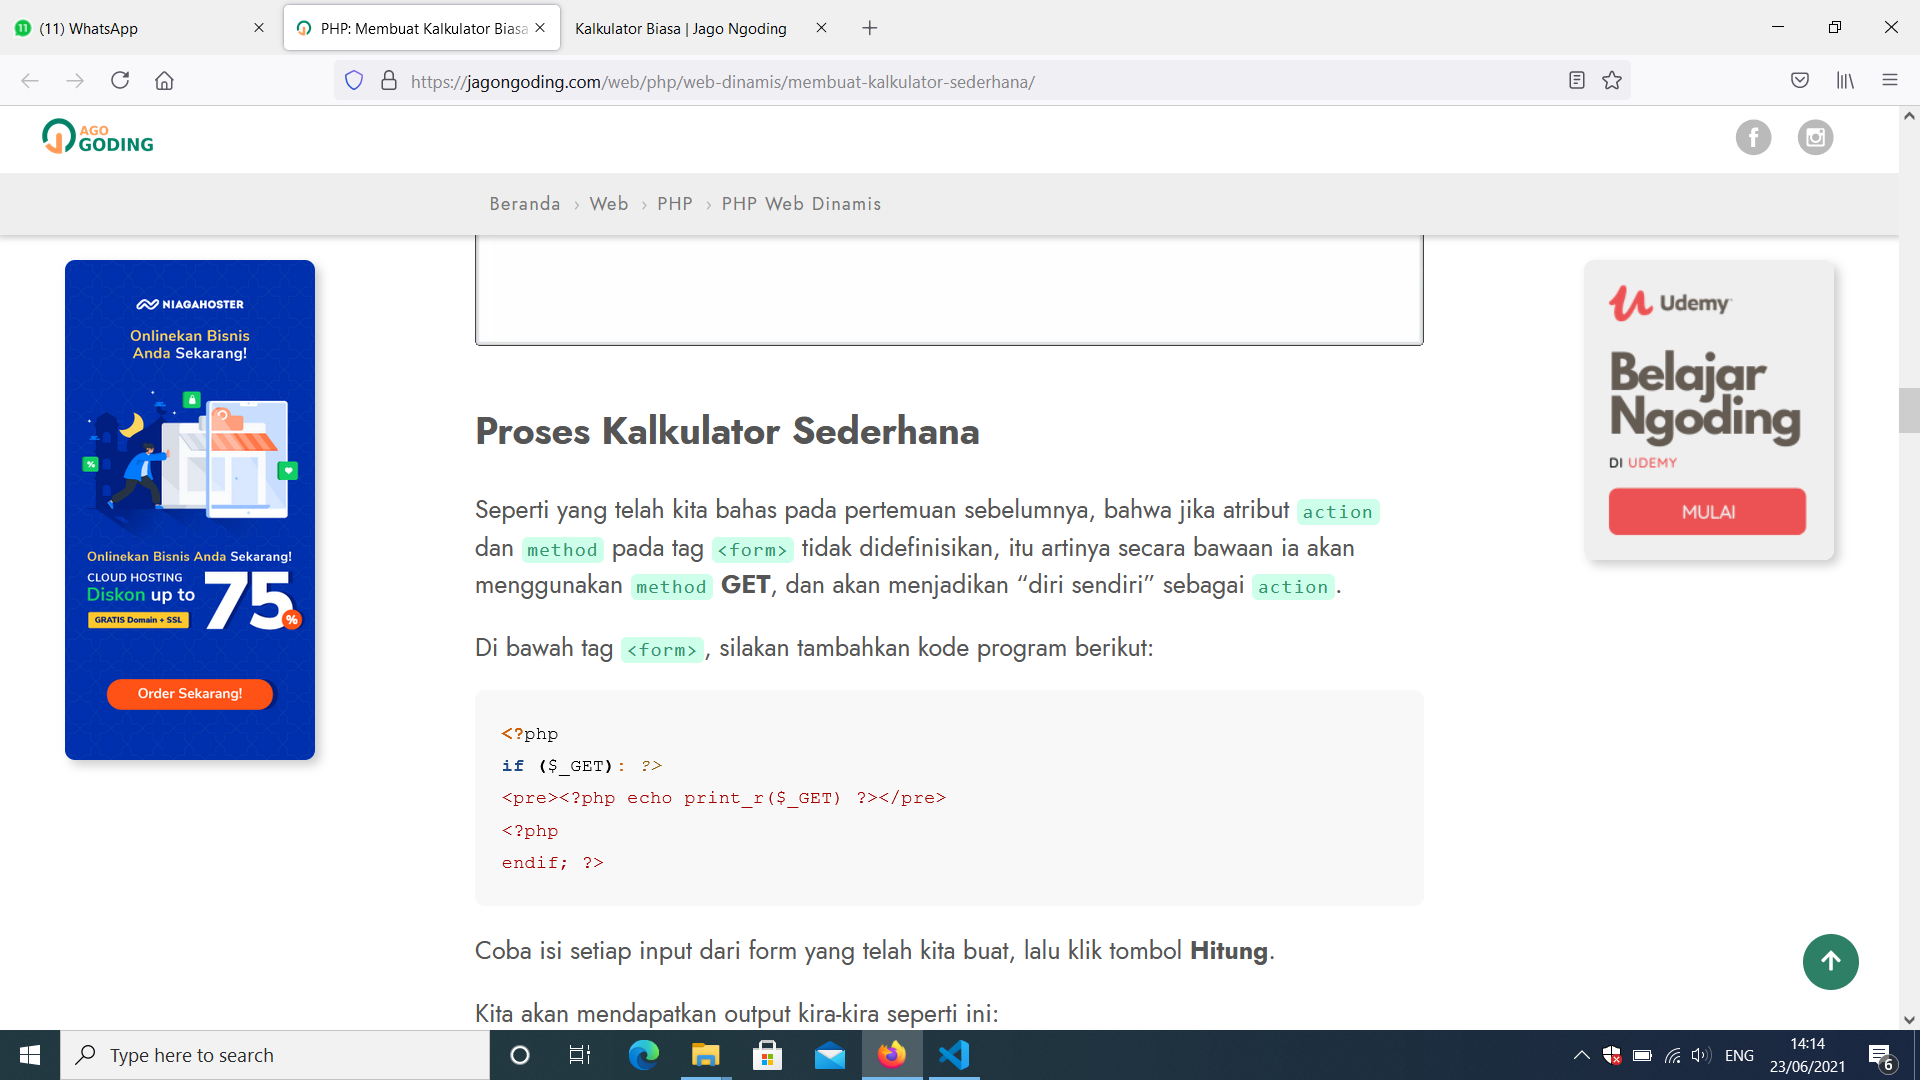 (11) WhatsApp
PHP: Membuat Kalkulator Biasa
Kalkulator Biasa | Jago Ngoding
https://jagongoding.com/web/php/web-dinamis/membuat-kalkulator-sederhana/
AGO
GODING
Beranda › Web › PHP › PHP Web Dinamis
NIAGAHOSTER
Onlinekan Bisnis
Anda Sekarang!
Onlinekan Bisnis Anda Sekarang!
CLOUD HOSTING
Diskon up to
75%
GRATIS Domain + SSL
Order Sekarang!
Proses Kalkulator Sederhana
Seperti yang telah kita bahas pada pertemuan sebelumnya, bahwa jika atribut action
dan method pada tag <form> tidak didefinisikan, itu artinya secara bawaan ia akan
menggunakan method GET, dan akan menjadikan “diri sendiri” sebagai action.
Di bawah tag <form>, silakan tambahkan kode program berikut:
<?php
if ($_GET): ?>
<pre><?php echo print_r($_GET) ?></pre>
<?php
endif; ?>
Coba isi setiap input dari form yang telah kita buat, lalu klik tombol Hitung.
Kita akan mendapatkan output kira-kira seperti ini:
Udemy
Belajar
Ngoding
DI UDEMY
MULAI
Type here to search
ENG
14:14
23/06/2021
6